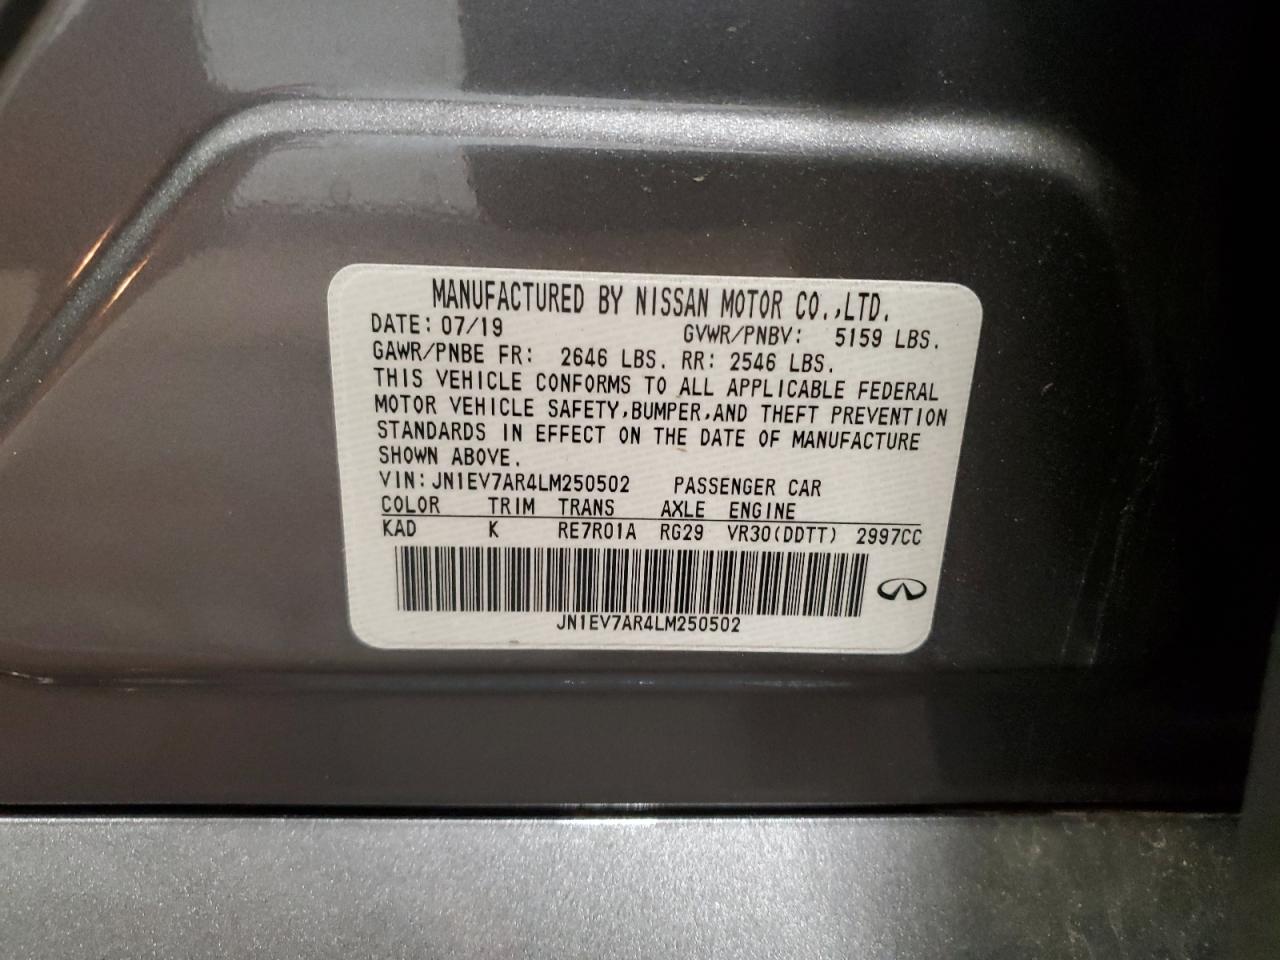 MANUFACTURED BY NISSAN MOTOR CO.,LTD.
DATE: 07/19 GVWR/PNBV: 5159 LBS.
GAWR/PNBE FR: 2646 LBS. RR: 2546 LBS.
THIS VEHICLE CONFORMS TO ALL APPLICABLE FEDERAL
MOTOR VEHICLE SAFETY,BUMPER,AND THEFT PREVENTION
STANDARDS IN EFFECT ON THE DATE OF MANUFACTURE
SHOWN ABOVE.
VIN: JN1EV7AR4LM250502 PASSENGER CAR
COLOR TRIM TRANS AXLE ENGINE
KAD K RE7R01A RG29 VR30(DDTT) 2997CC
JN1EV7AR4LM250502